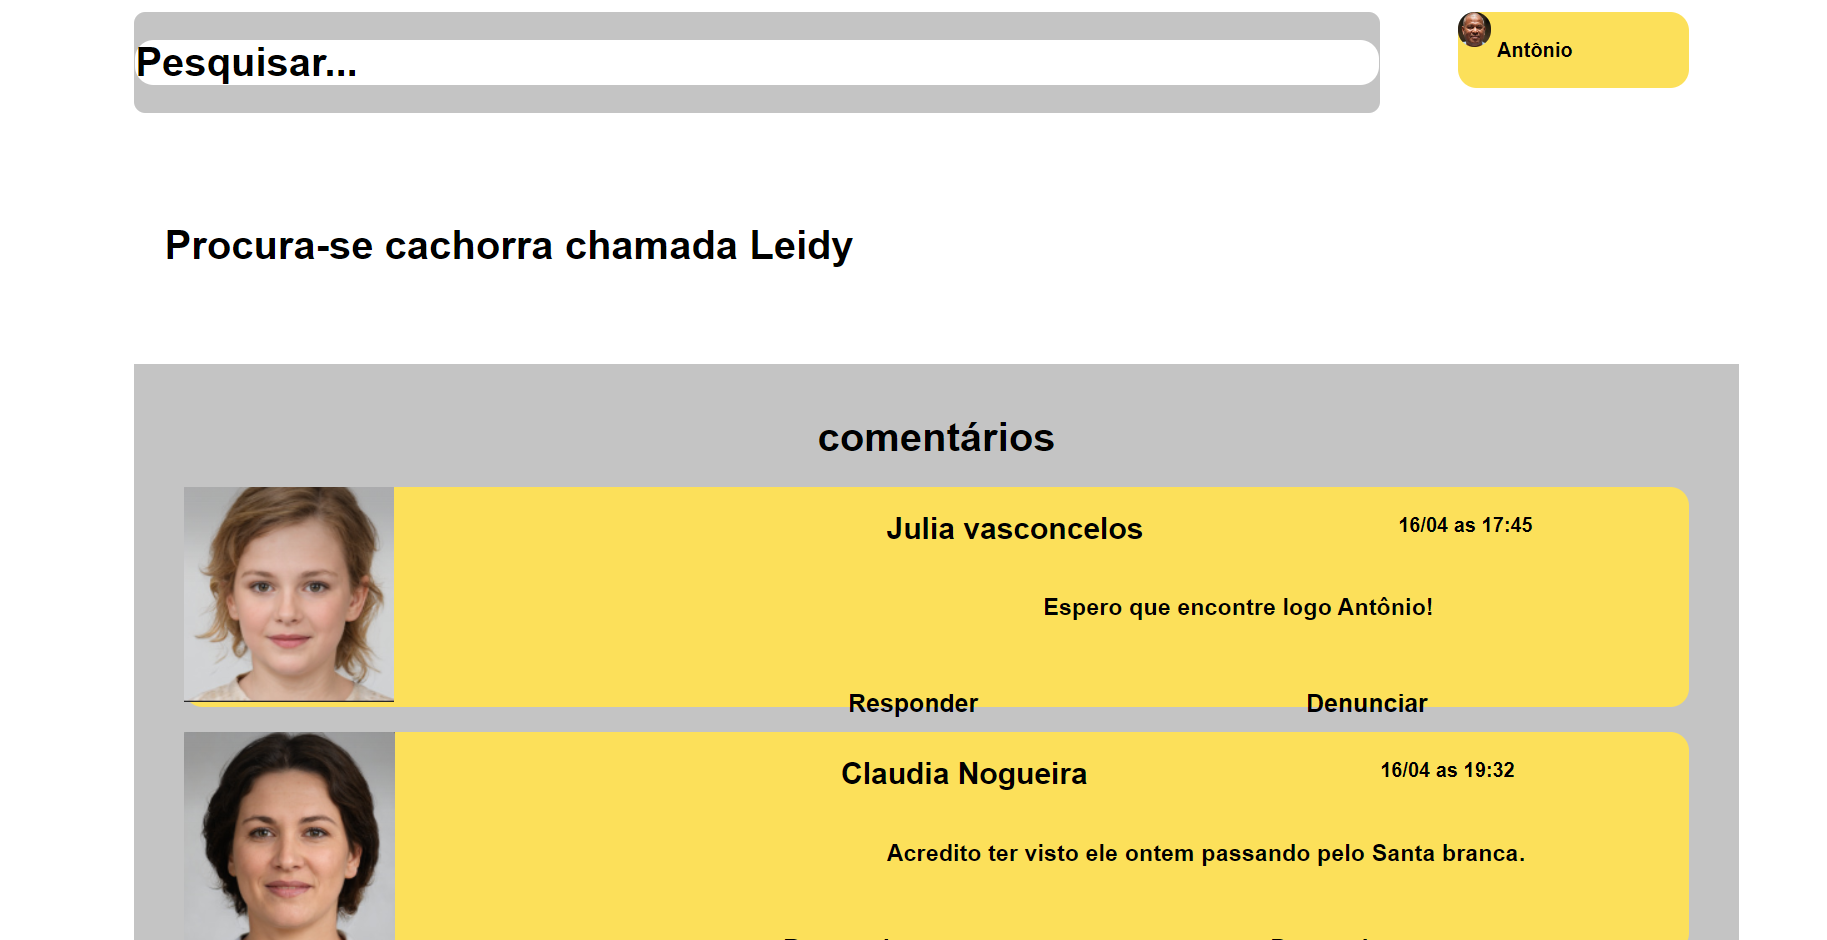 Pesquisar...
Antônio
Procura-se cachorra chamada Leidy
comentários
Julia vasconcelos
16/04 as 17:45
Espero que encontre logo Antônio!
Responder
Denunciar
Claudia Nogueira
16/04 as 19:32
Acredito ter visto ele ontem passando pelo Santa branca.